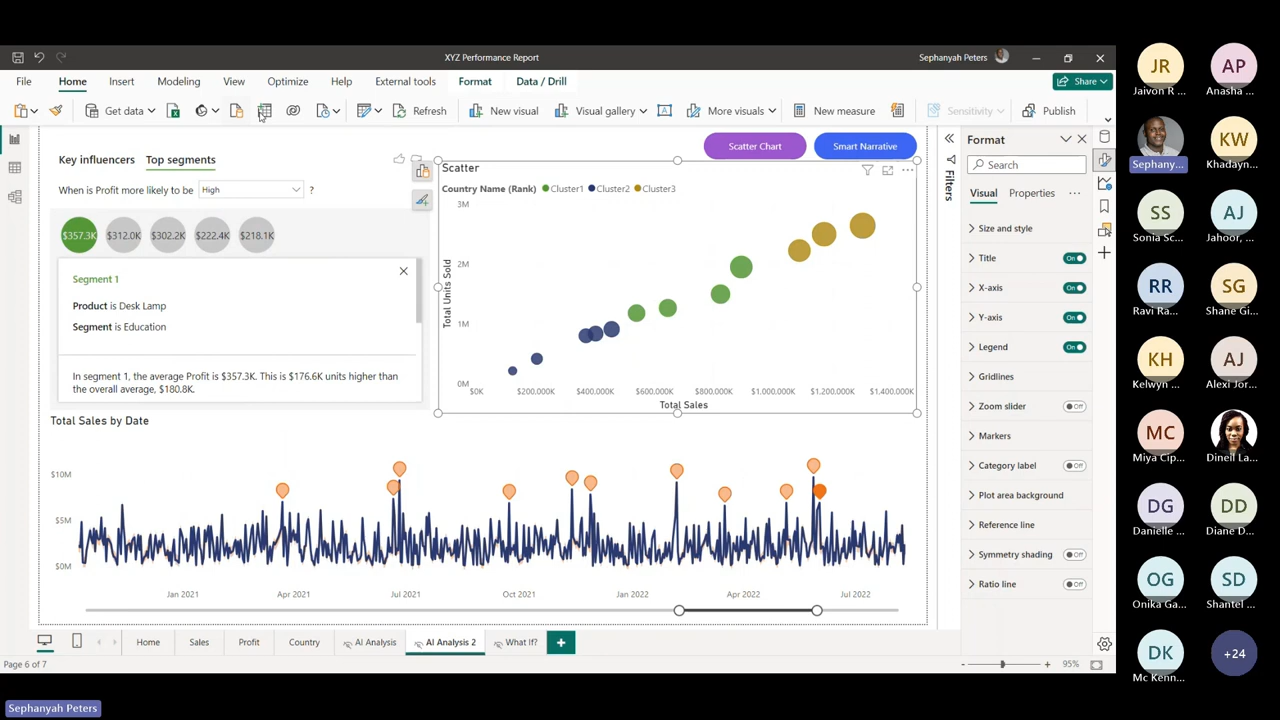 XYZ Performance Report
Sephanyah Peters
File Home Insert Modeling View Optimize Help External tools Format Data / Drill
Share
Get data Refresh New visual Visual gallery More visuals New measure Sensitivity Publish
Key influencers Top segments
When is Profit more likely to be High ?
$357.3K $312.0K $302.2K $222.4K $218.1K
Segment 1
Product is Desk Lamp
Segment is Education
In segment 1, the average Profit is $357.3K. This is $176.6K units higher than
the overall average, $180.8K.
Scatter Chart
Smart Narrative
Scatter
Country Name (Rank) Cluster1 Cluster2 Cluster3
Total Units Sold
3M
2M
1M
0M
$0K $200.000K $400.000K $600.000K $800.000K $1,000.000K $1,200.000K $1,400.000K
Total Sales
Total Sales by Date
$10M
$5M
$0M
Jan 2021 Apr 2021 Jul 2021 Oct 2021 Jan 2022 Apr 2022 Jul 2022
Filters
Format
Search
Visual Properties
Size and style
Title On
X-axis On
Y-axis On
Legend On
Gridlines
Zoom slider Off
Markers
Category label Off
Plot area background
Reference line
Symmetry shading Off
Ratio line Off
Home Sales Profit Country AI Analysis AI Analysis 2 What If?
Page 6 of 7
95%
JR AP
Jaivon R ... Anasha ...
KW
Sephany... Khadayn...
SS AJ
Sonia Sc... Jahoor, ...
RR SG
Ravi Ra... Shane Gi...
KH AJ
Kelwyn ... Alexi Jor...
MC
Miya Cip... Dinell La...
DG DD
Danielle ... Diane D...
OG SD
Onika Ga... Shantel ...
DK +24
Mc Kenn...
Sephanyah Peters